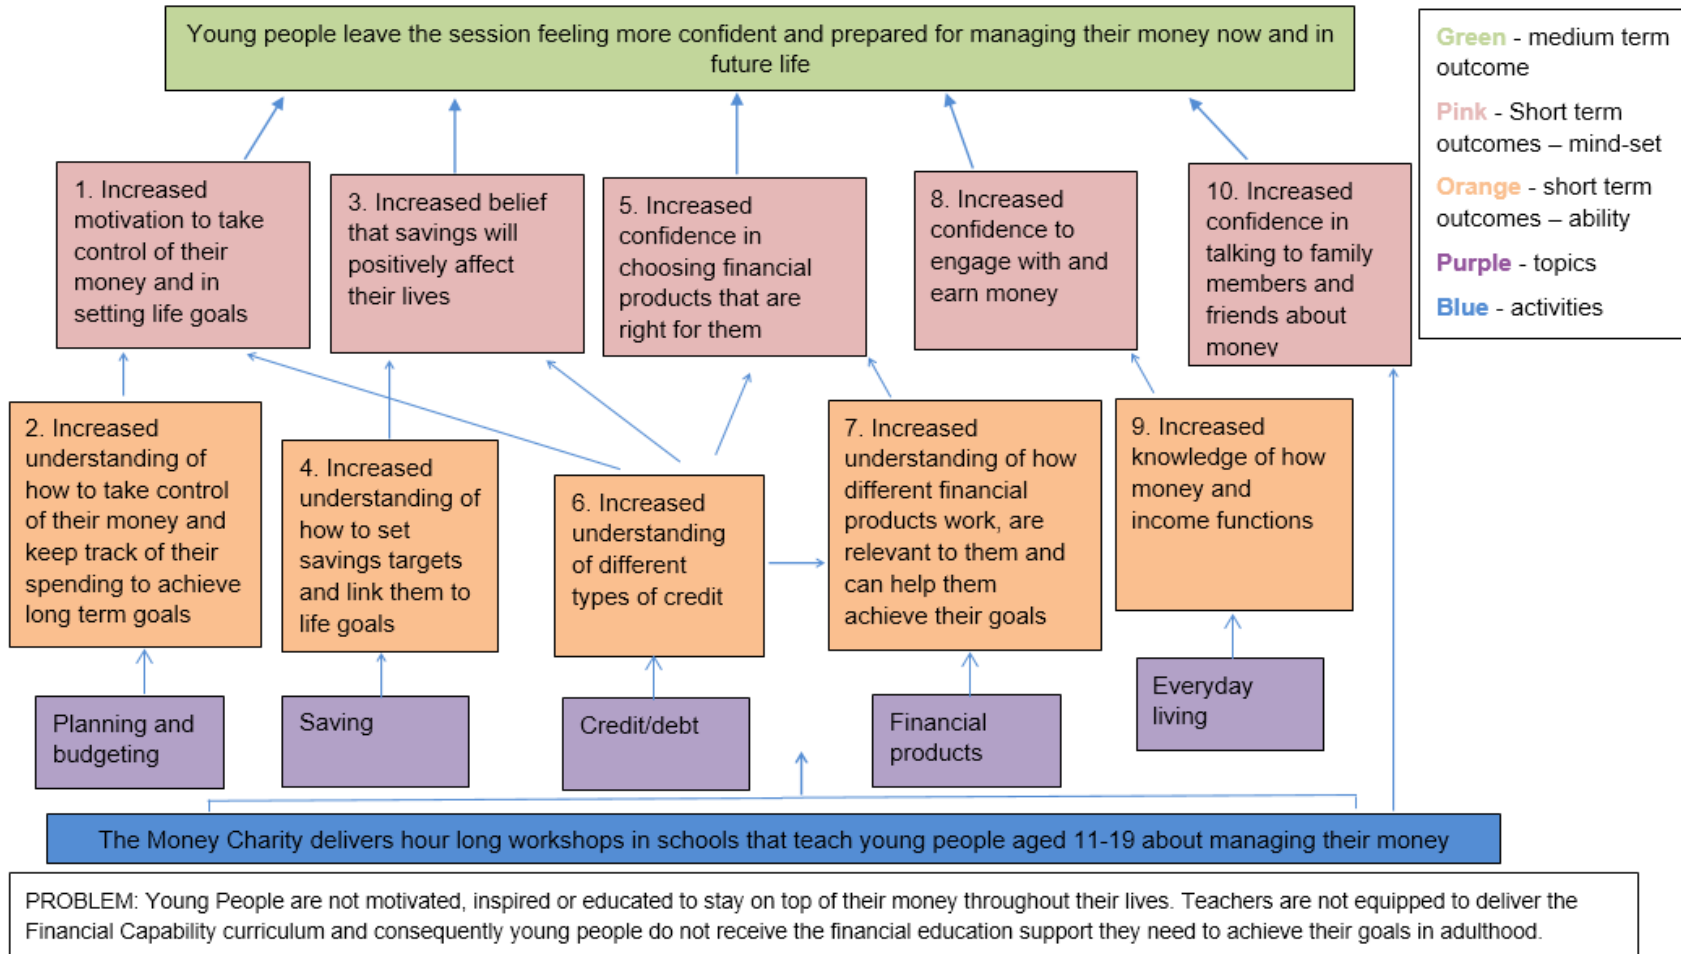 Young people leave the session feeling more confident and prepared for managing their money now and in
future life
Green - medium term
outcome
Pink - Short term
outcomes – mind-set
Orange - short term
outcomes – ability
Purple - topics
Blue - activities
1. Increased
motivation to take
control of their
money and in
setting life goals
3. Increased belief
that savings will
positively affect
their lives
5. Increased
confidence in
choosing financial
products that are
right for them
8. Increased
confidence to
engage with and
earn money
10. Increased
confidence in
talking to family
members and
friends about
money
2. Increased
understanding of
how to take control
of their money and
keep track of their
spending to achieve
long term goals
4. Increased
understanding of
how to set
savings targets
and link them to
life goals
6. Increased
understanding
of different
types of credit
7. Increased
understanding of how
different financial
products work, are
relevant to them and
can help them
achieve their goals
9. Increased
knowledge of how
money and
income functions
Planning and
budgeting
Saving
Credit/debt
Financial
products
Everyday
living
The Money Charity delivers hour long workshops in schools that teach young people aged 11-19 about managing their money
PROBLEM: Young People are not motivated, inspired or educated to stay on top of their money throughout their lives. Teachers are not equipped to deliver the
Financial Capability curriculum and consequently young people do not receive the financial education support they need to achieve their goals in adulthood.